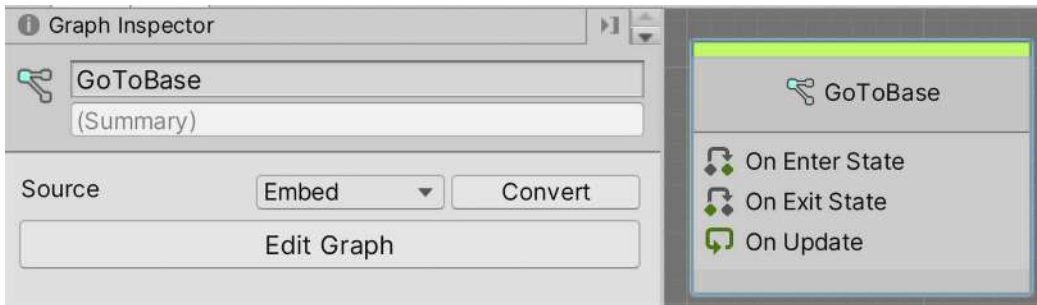 Graph Inspector
GoToBase
(Summary)
Source
Embed
Convert
Edit Graph
GoToBase
On Enter State
On Exit State
On Update